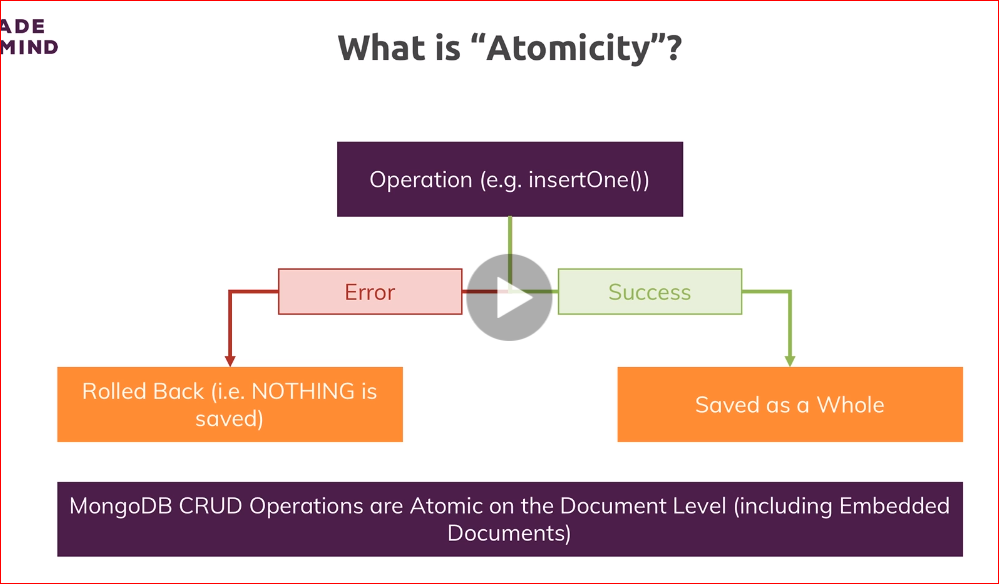 ADE
MIND
What is “Atomicity”?
Operation (e.g. insertOne())
Error
Success
Rolled Back (i.e. NOTHING is
saved)
Saved as a Whole
MongoDB CRUD Operations are Atomic on the Document Level (including Embedded
Documents)